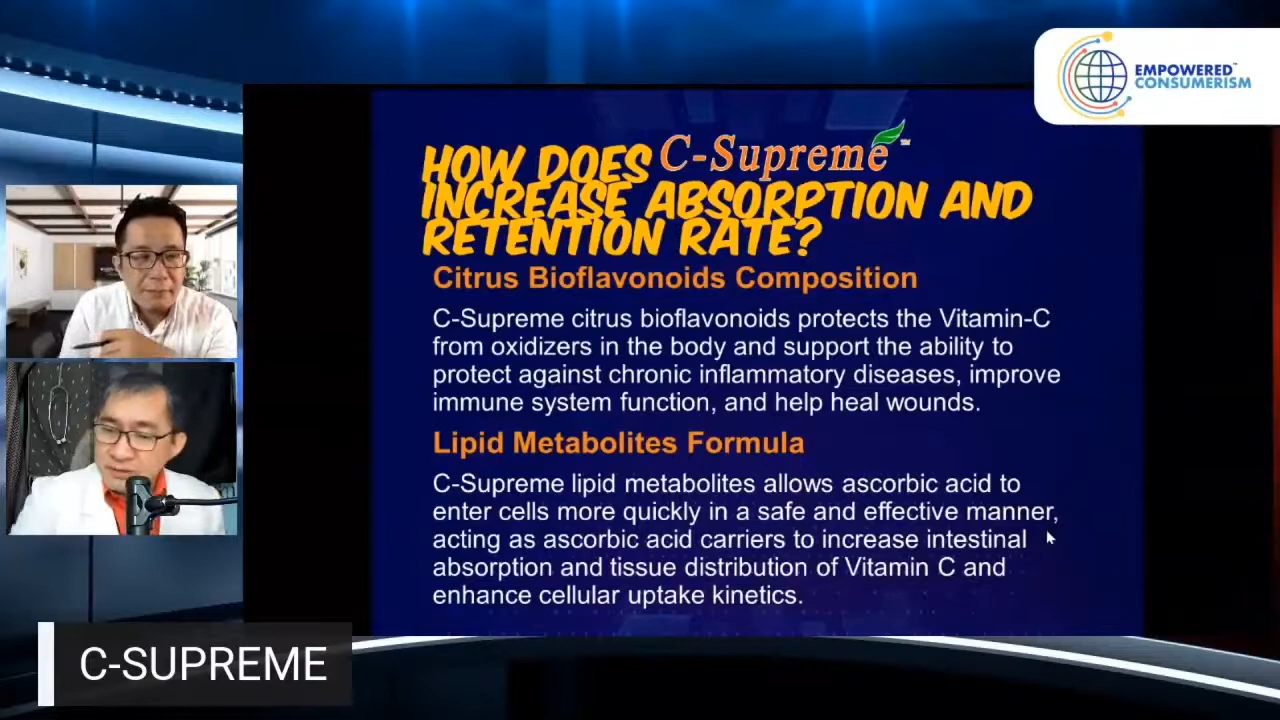 EMPOWERED™
CONSUMERISM
HOW DOES C-Supreme™
INCREASE ABSORPTION AND
RETENTION RATE?
Citrus Bioflavonoids Composition
C-Supreme citrus bioflavonoids protects the Vitamin-C
from oxidizers in the body and support the ability to
protect against chronic inflammatory diseases, improve
immune system function, and help heal wounds.
Lipid Metabolites Formula
C-Supreme lipid metabolites allows ascorbic acid to
enter cells more quickly in a safe and effective manner,
acting as ascorbic acid carriers to increase intestinal
absorption and tissue distribution of Vitamin C and
enhance cellular uptake kinetics.
C-SUPREME